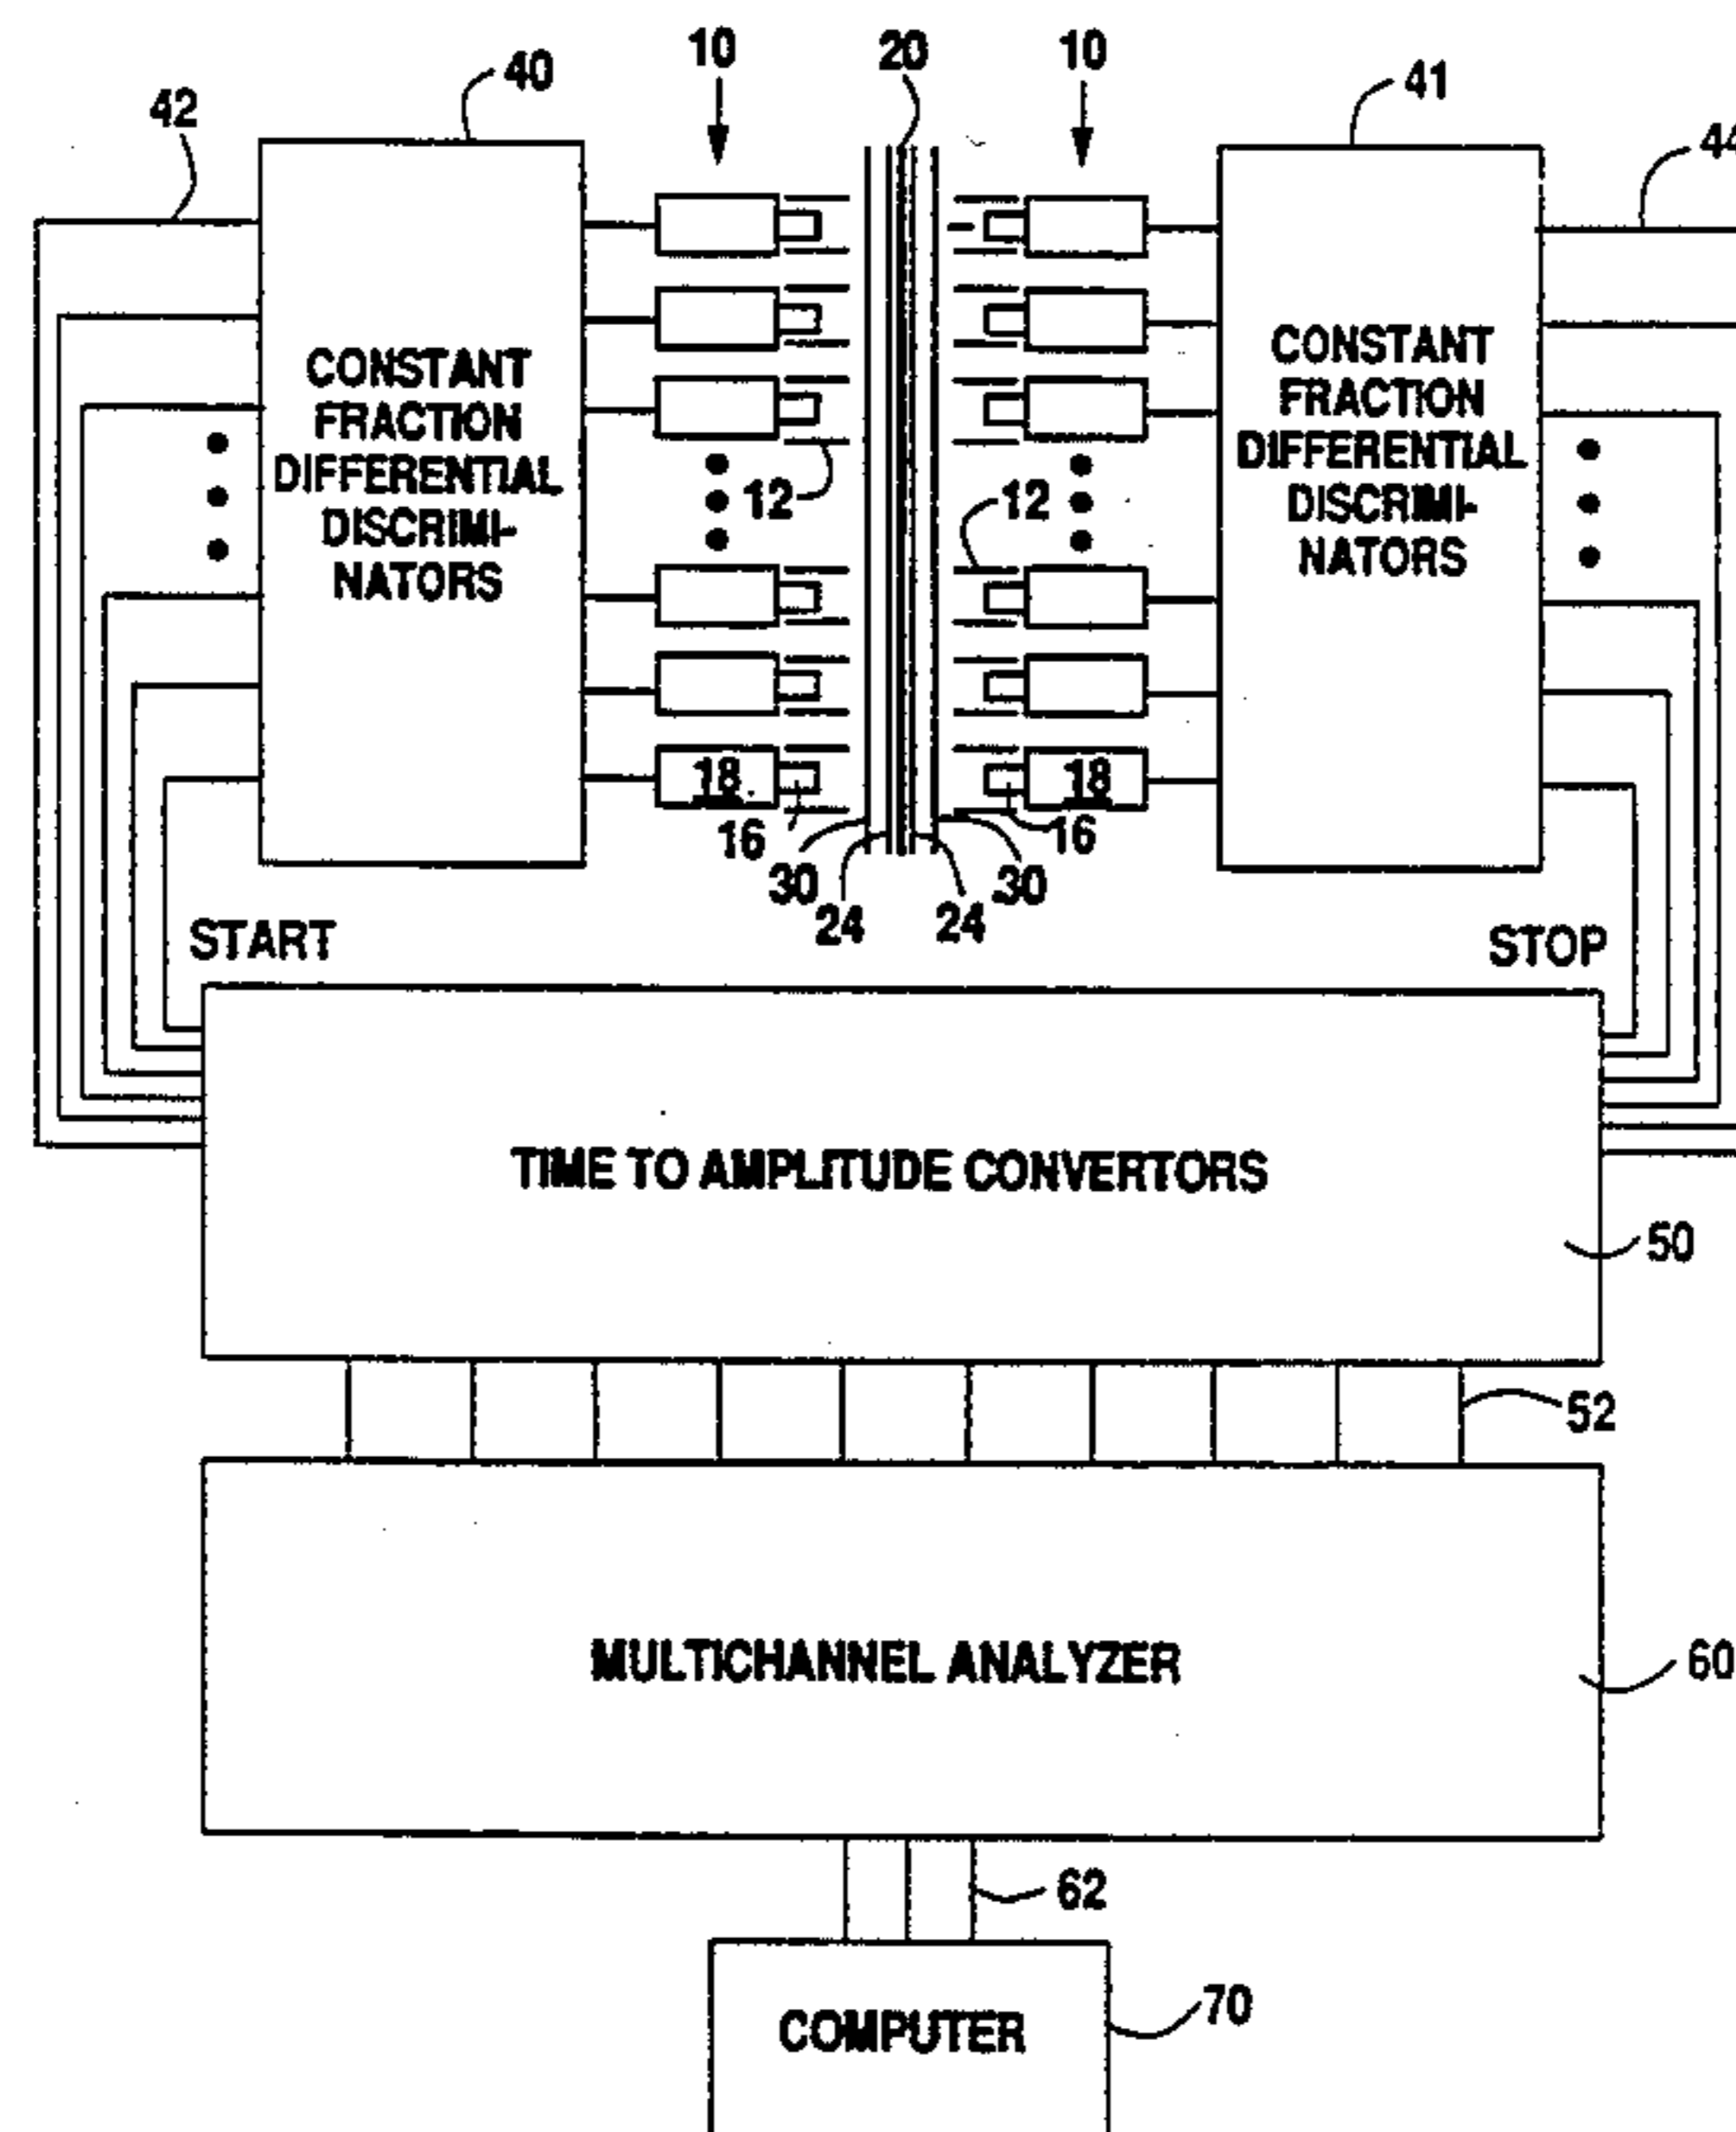 10
20
10
40
41
42
44
CONSTANT
FRACTION
DIFFERENTIAL
DISCRIMI-
NATORS
12
12
CONSTANT
FRACTION
DIFFERENTIAL
DISCRIMI-
NATORS
18
18
16
16
30
30
24
24
START
STOP
TIME TO AMPLITUDE CONVERTORS
50
52
MULTICHANNEL ANALYZER
60
62
COMPUTER
70